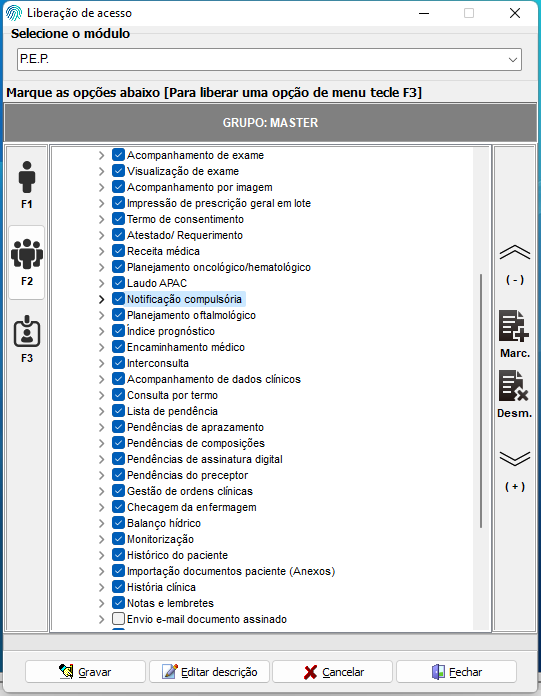 Liberação de acesso
Selecione o módulo
P.E.P.
Marque as opções abaixo [Para liberar uma opção de menu tecle F3]
GRUPO: MASTER
F1
F2
F3
Acompanhamento de exame
Visualização de exame
Acompanhamento por imagem
Impressão de prescrição geral em lote
Termo de consentimento
Atestado/ Requerimento
Receita médica
Planejamento oncológico/hematológico
Laudo APAC
Notificação compulsória
Planejamento oftalmológico
Índice prognóstico
Encaminhamento médico
Interconsulta
Acompanhamento de dados clínicos
Consulta por termo
Lista de pendência
Pendências de aprazamento
Pendências de composições
Pendências de assinatura digital
Pendências do preceptor
Gestão de ordens clínicas
Checagem da enfermagem
Balanço hídrico
Monitorização
Histórico do paciente
Importação documentos paciente (Anexos)
História clínica
Notas e lembretes
Envio e-mail documento assinado
( - )
Marc.
Desm.
( + )
Gravar
Editar descrição
Cancelar
Fechar